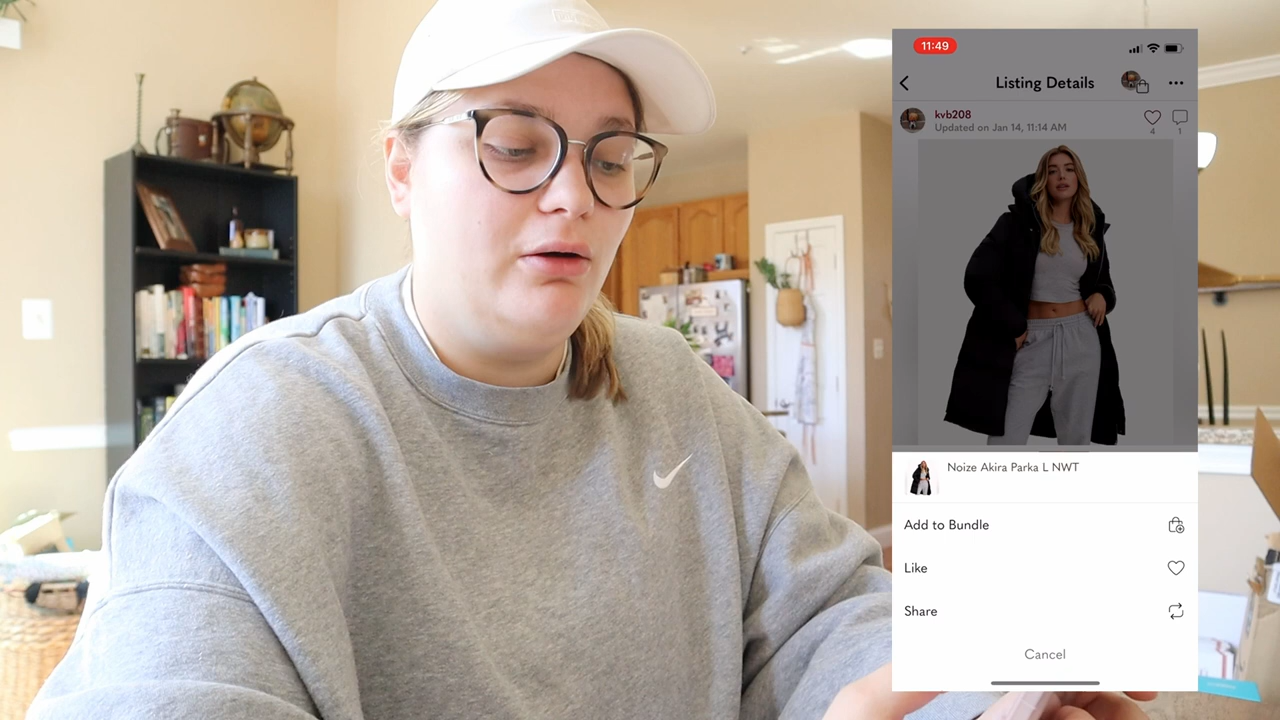 11:49
Listing Details
kvb208
Updated on Jan 14, 11:14 AM
4
1
Noize Akira Parka L NWT
Add to Bundle
Like
Share
Cancel